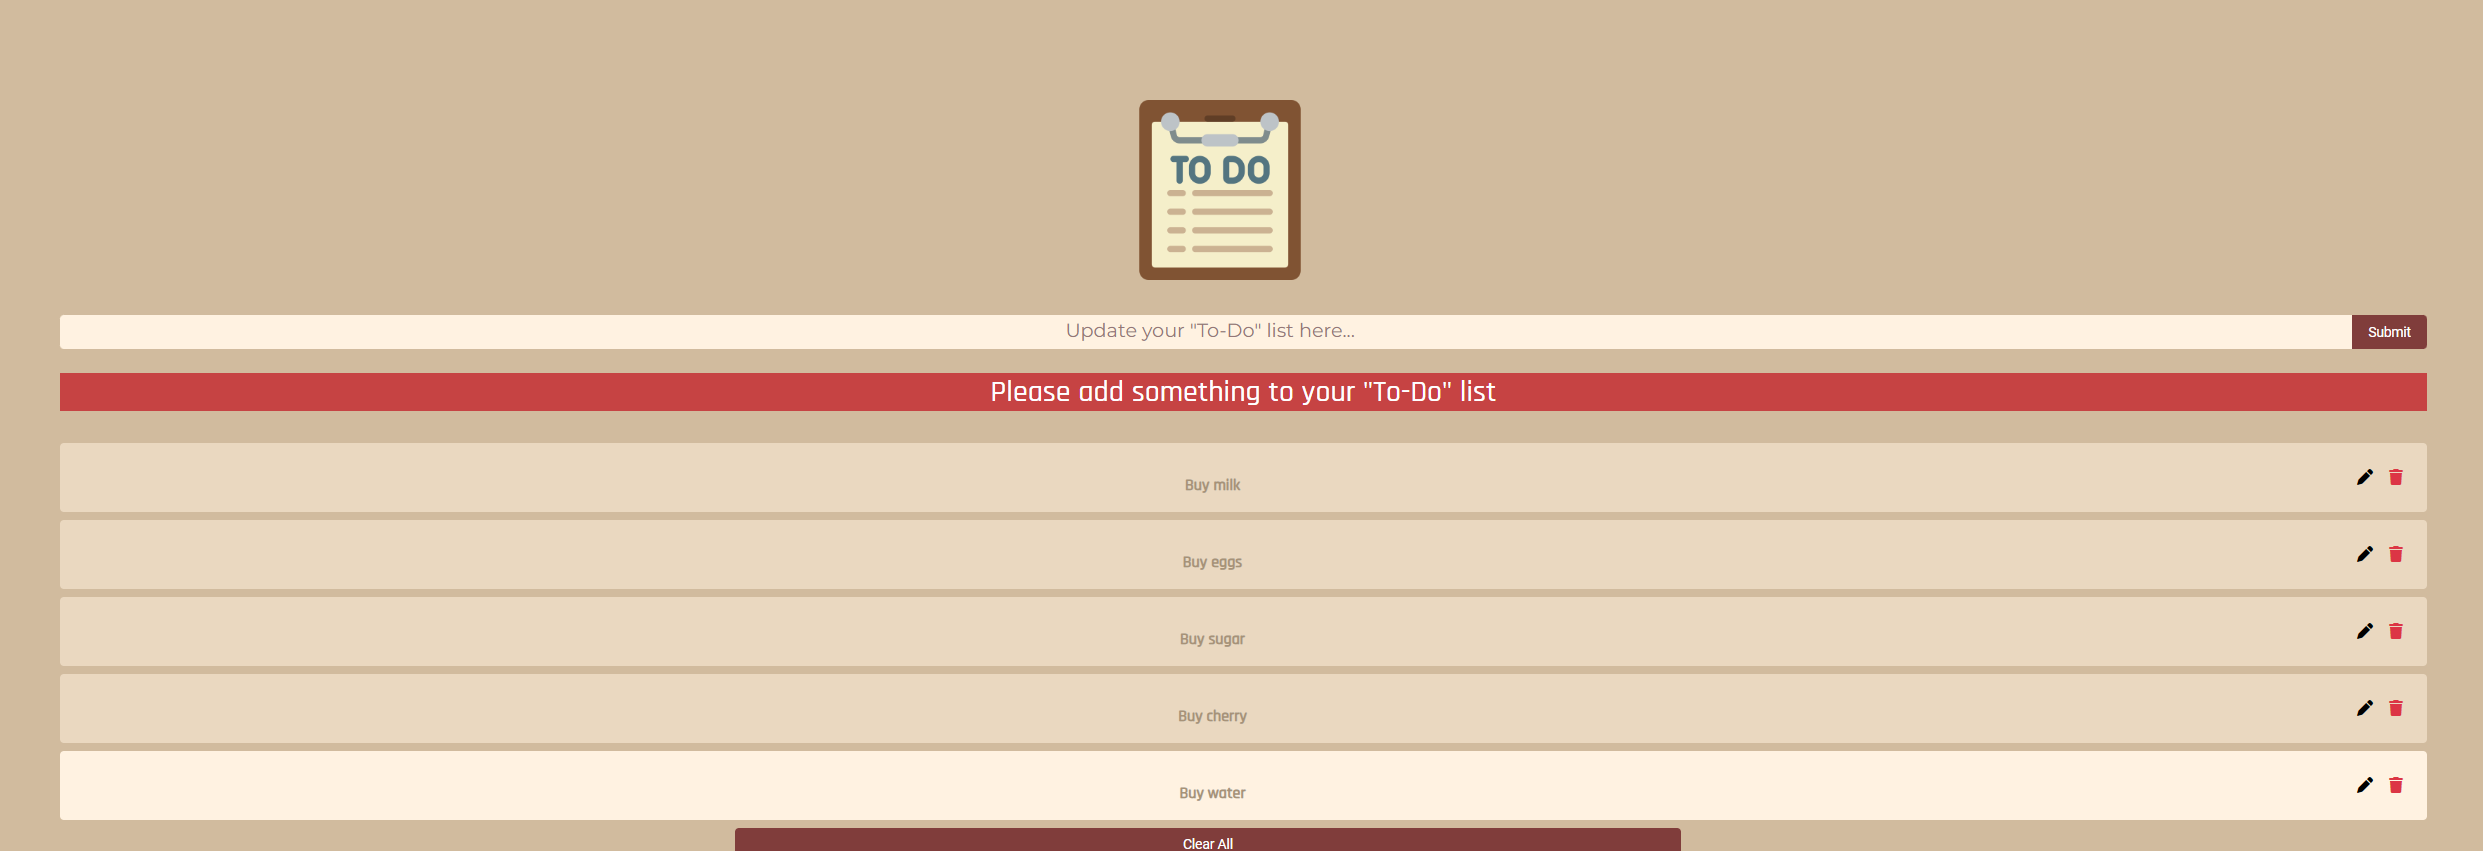 TO DO
Update your "To-Do" list here...
Submit
Please add something to your "To-Do" list
Buy milk
Buy eggs
Buy sugar
Buy cherry
Buy water
Clear All